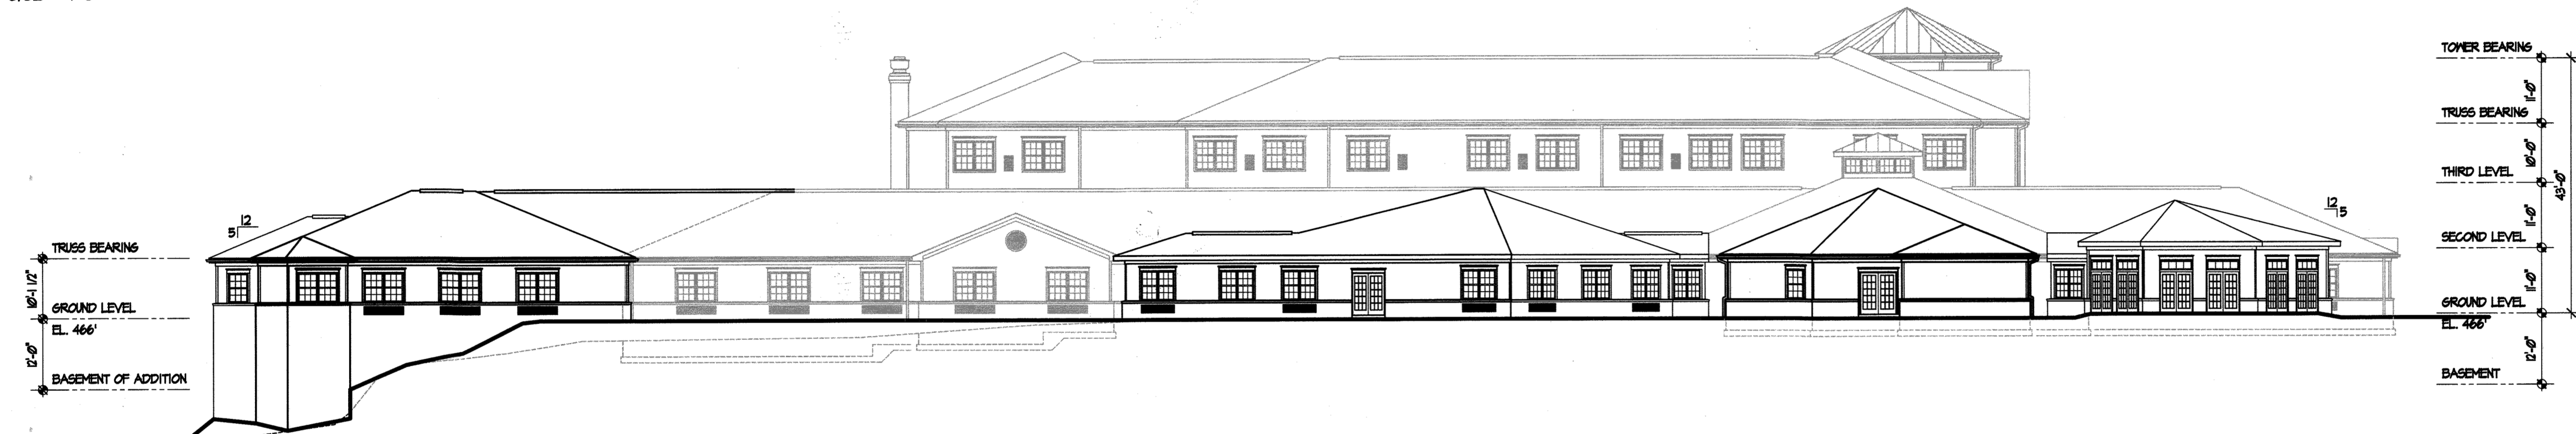 TOWER BEARING
11'-0"
TRUSS BEARING
10'-0"
THIRD LEVEL
43'-0"
11'-0"
SECOND LEVEL
11'-0"
GROUND LEVEL
EL. 466'
12'-0"
BASEMENT
12
5
12
5
TRUSS BEARING
10'-1 1/2"
GROUND LEVEL
EL. 466'
12'-0"
BASEMENT OF ADDITION